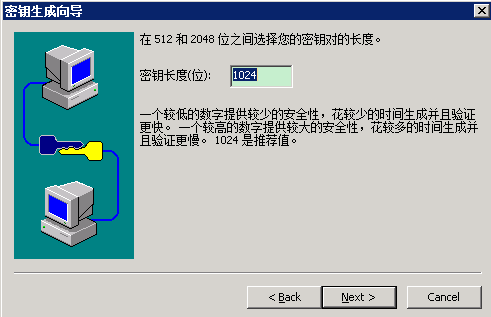 密钥生成向导
在 512 和 2048 位之间选择您的密钥对的长度。
密钥长度(位): 1024
一个较低的数字提供较少的安全性，花较少的时间生成并且验证
更快。 一个较高的数字提供较大的安全性，花较多的时间生成并
且验证更慢。 1024 是推荐值。
< Back Next > Cancel